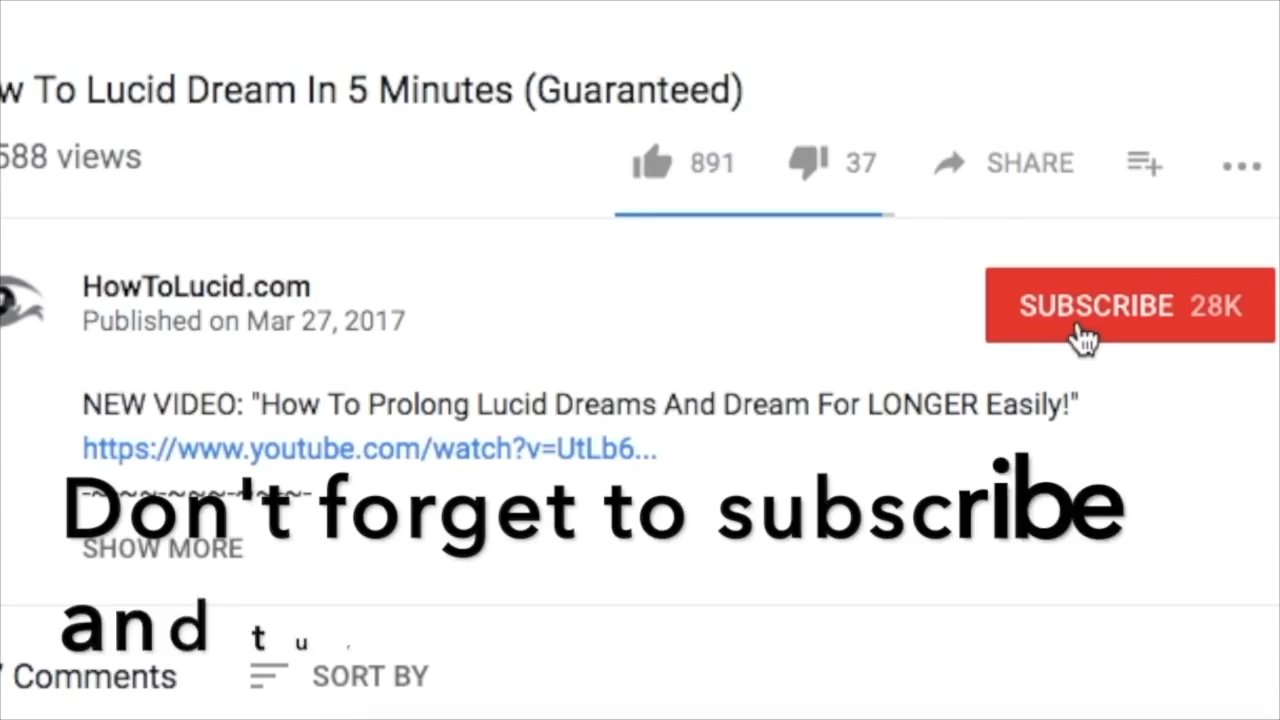 w To Lucid Dream In 5 Minutes (Guaranteed)
588 views
891 37 SHARE
HowToLucid.com
Published on Mar 27, 2017
SUBSCRIBE 28K
NEW VIDEO: "How To Prolong Lucid Dreams And Dream For LONGER Easily!"
https://www.youtube.com/watch?v=UtLb6...
Don't forget to subscribe
SHOW MORE
and tu
Comments SORT BY